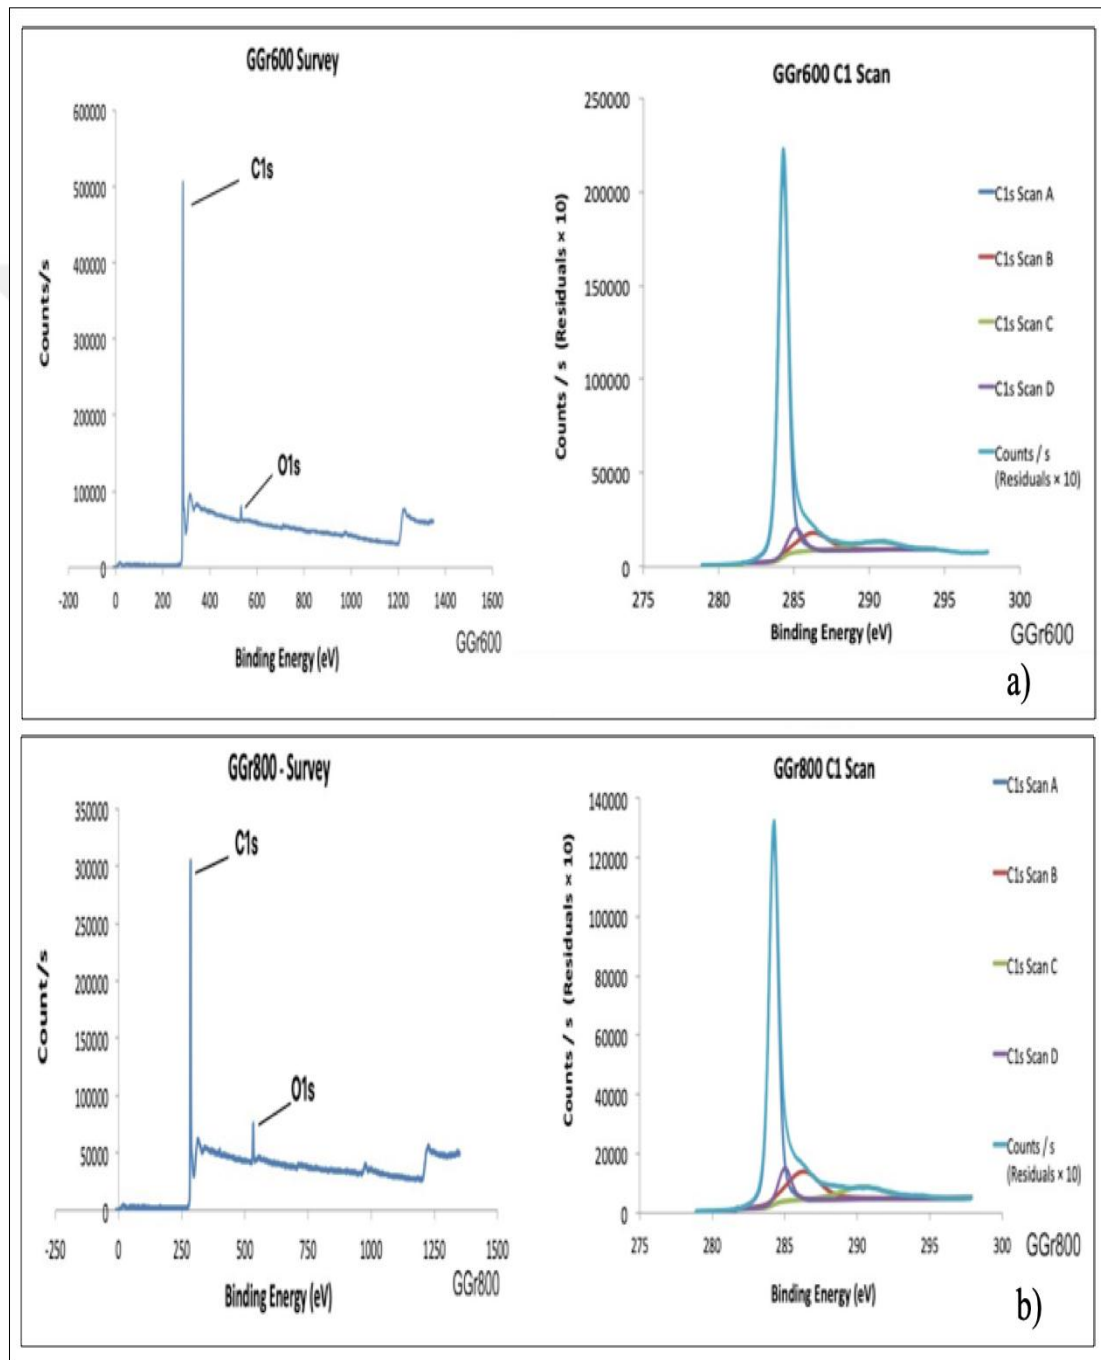 GGr600 Survey
600000
500000
400000
300000
200000
100000
0
-200 0 200 400 600 800 1000 1200 1400 1600
Counts/s
Binding Energy (eV)
C1s
O1s
GGr600
GGr600 C1 Scan
250000
200000
150000
100000
50000
0
275 280 285 290 295 300
Counts / s (Residuals × 10)
Binding Energy (eV)
C1s Scan A
C1s Scan B
C1s Scan C
C1s Scan D
Counts / s
(Residuals × 10)
GGr600
a)
GGr800 - Survey
350000
300000
250000
200000
150000
100000
50000
0
-250 0 250 500 750 1000 1250 1500
Count/s
Binding Energy (eV)
C1s
O1s
GGr800
GGr800 C1 Scan
140000
120000
100000
80000
60000
40000
20000
0
275 280 285 290 295 300
Counts / s (Residuals × 10)
Binding Energy (eV)
C1s Scan A
C1s Scan B
C1s Scan C
C1s Scan D
Counts / s
(Residuals × 10)
GGr800
b)